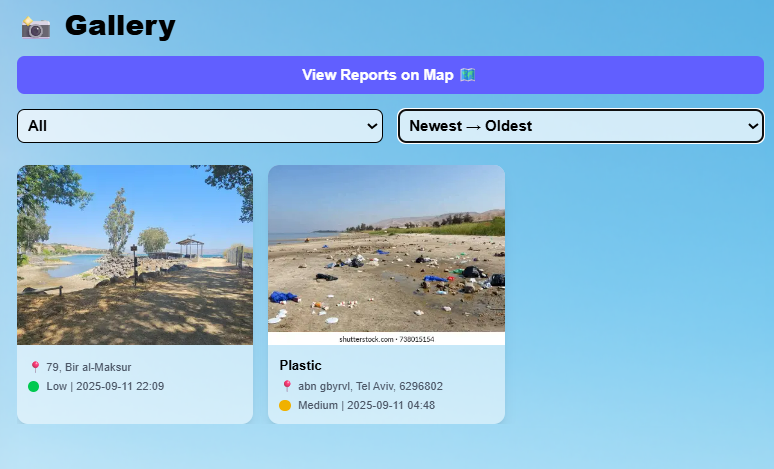 Gallery
View Reports on Map
All
Newest → Oldest
79, Bir al-Maksur
Low | 2025-09-11 22:09
shutterstock.com • 738015154
Plastic
abn gbyrvl, Tel Aviv, 6296802
Medium | 2025-09-11 04:48